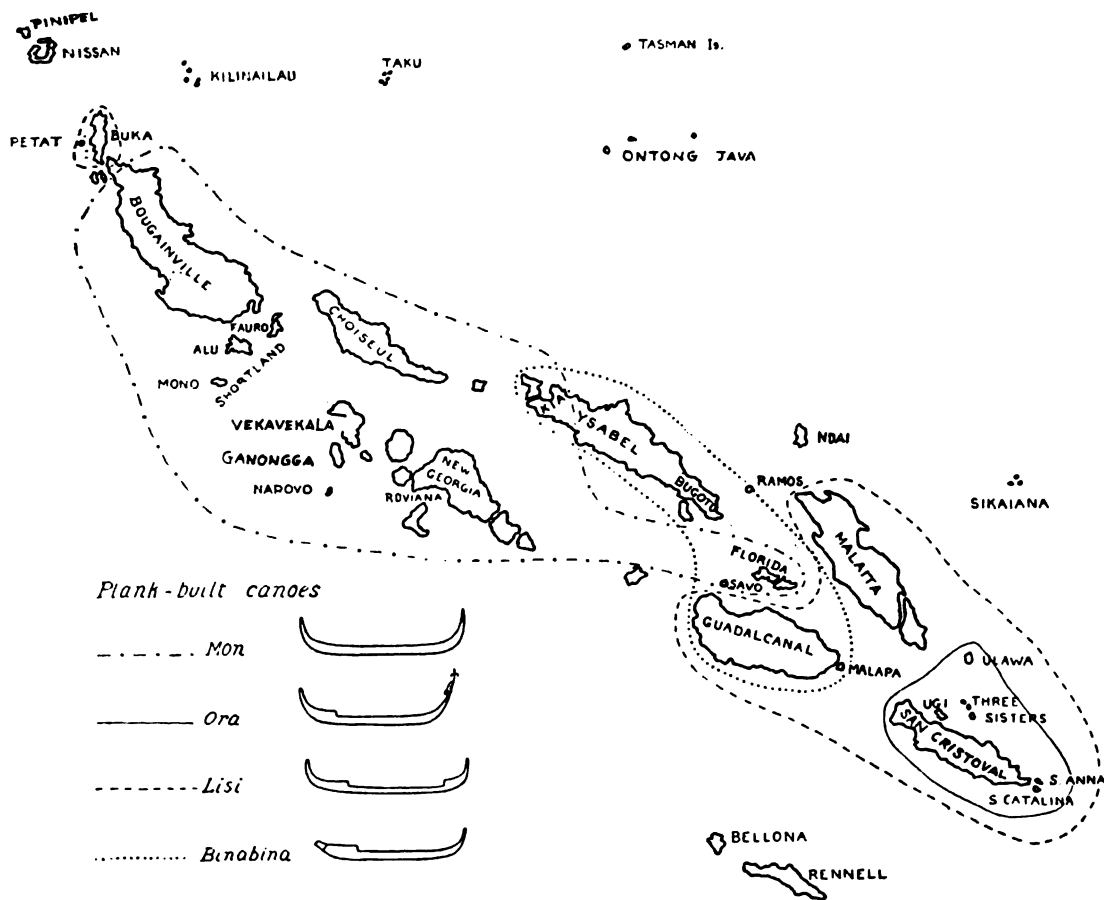 PINIPEL
NISSAN
KILINAILAU
TAKU
TASMAN Is.
PETAT
BUKA
ONTONG JAVA
BOUGAINVILLE
FAURO
ALU
CHOISEUL
MONO
SHORTLAND
VEKAVEKALA
KIA
YSABEL
NDAI
GANONGGA
NEW
GEORGIA
BUGOTU
RAMOS
NAROVO
ROVIANA
SIKAIANA
MALAITA
FLORIDA
SAVO
GUADALCANAL
MALAPA
ULAWA
UGI
THREE
SISTERS
SAN CRISTOVAL
S. ANNA
S. CATALINA
BELLONA
RENNELL
Plank-built canoes
Mon
Ora
Lisi
Binabina